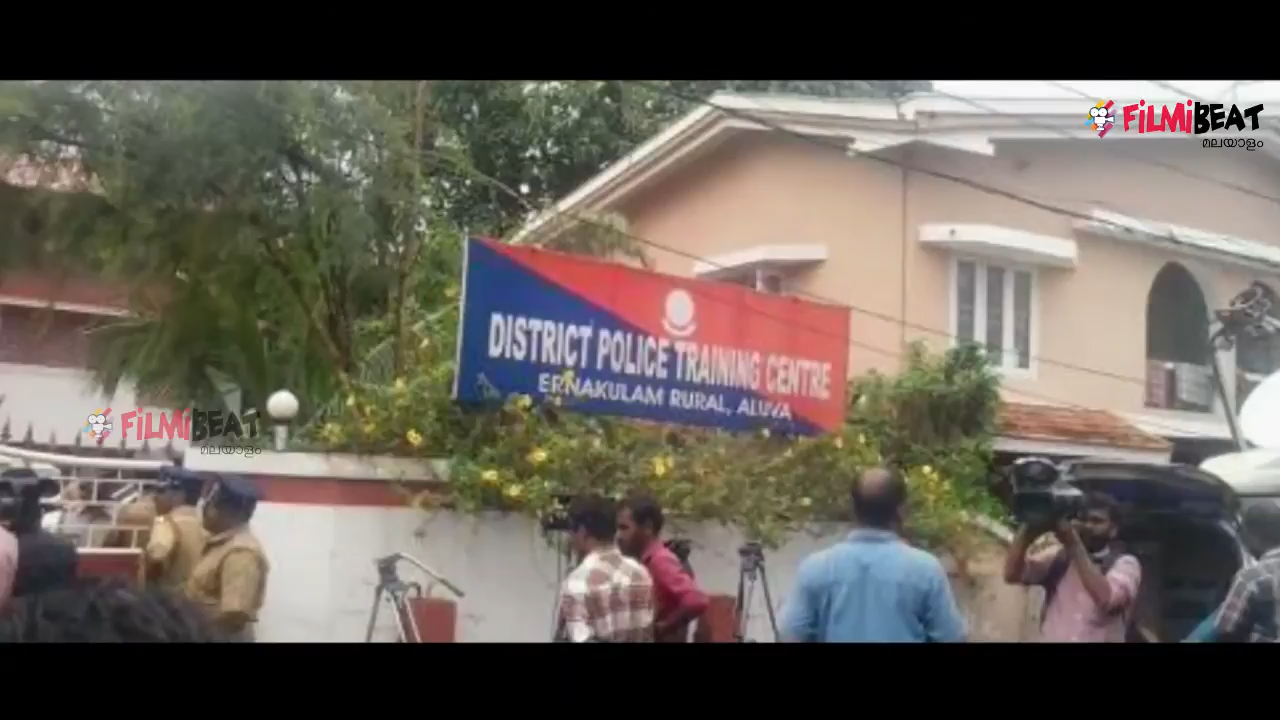 FILMIBEAT
മലയാളം
DISTRICT POLICE TRAINING CENTRE
ERNAKULAM RURAL, ALUVA
FILMIBEAT
മലയാളം